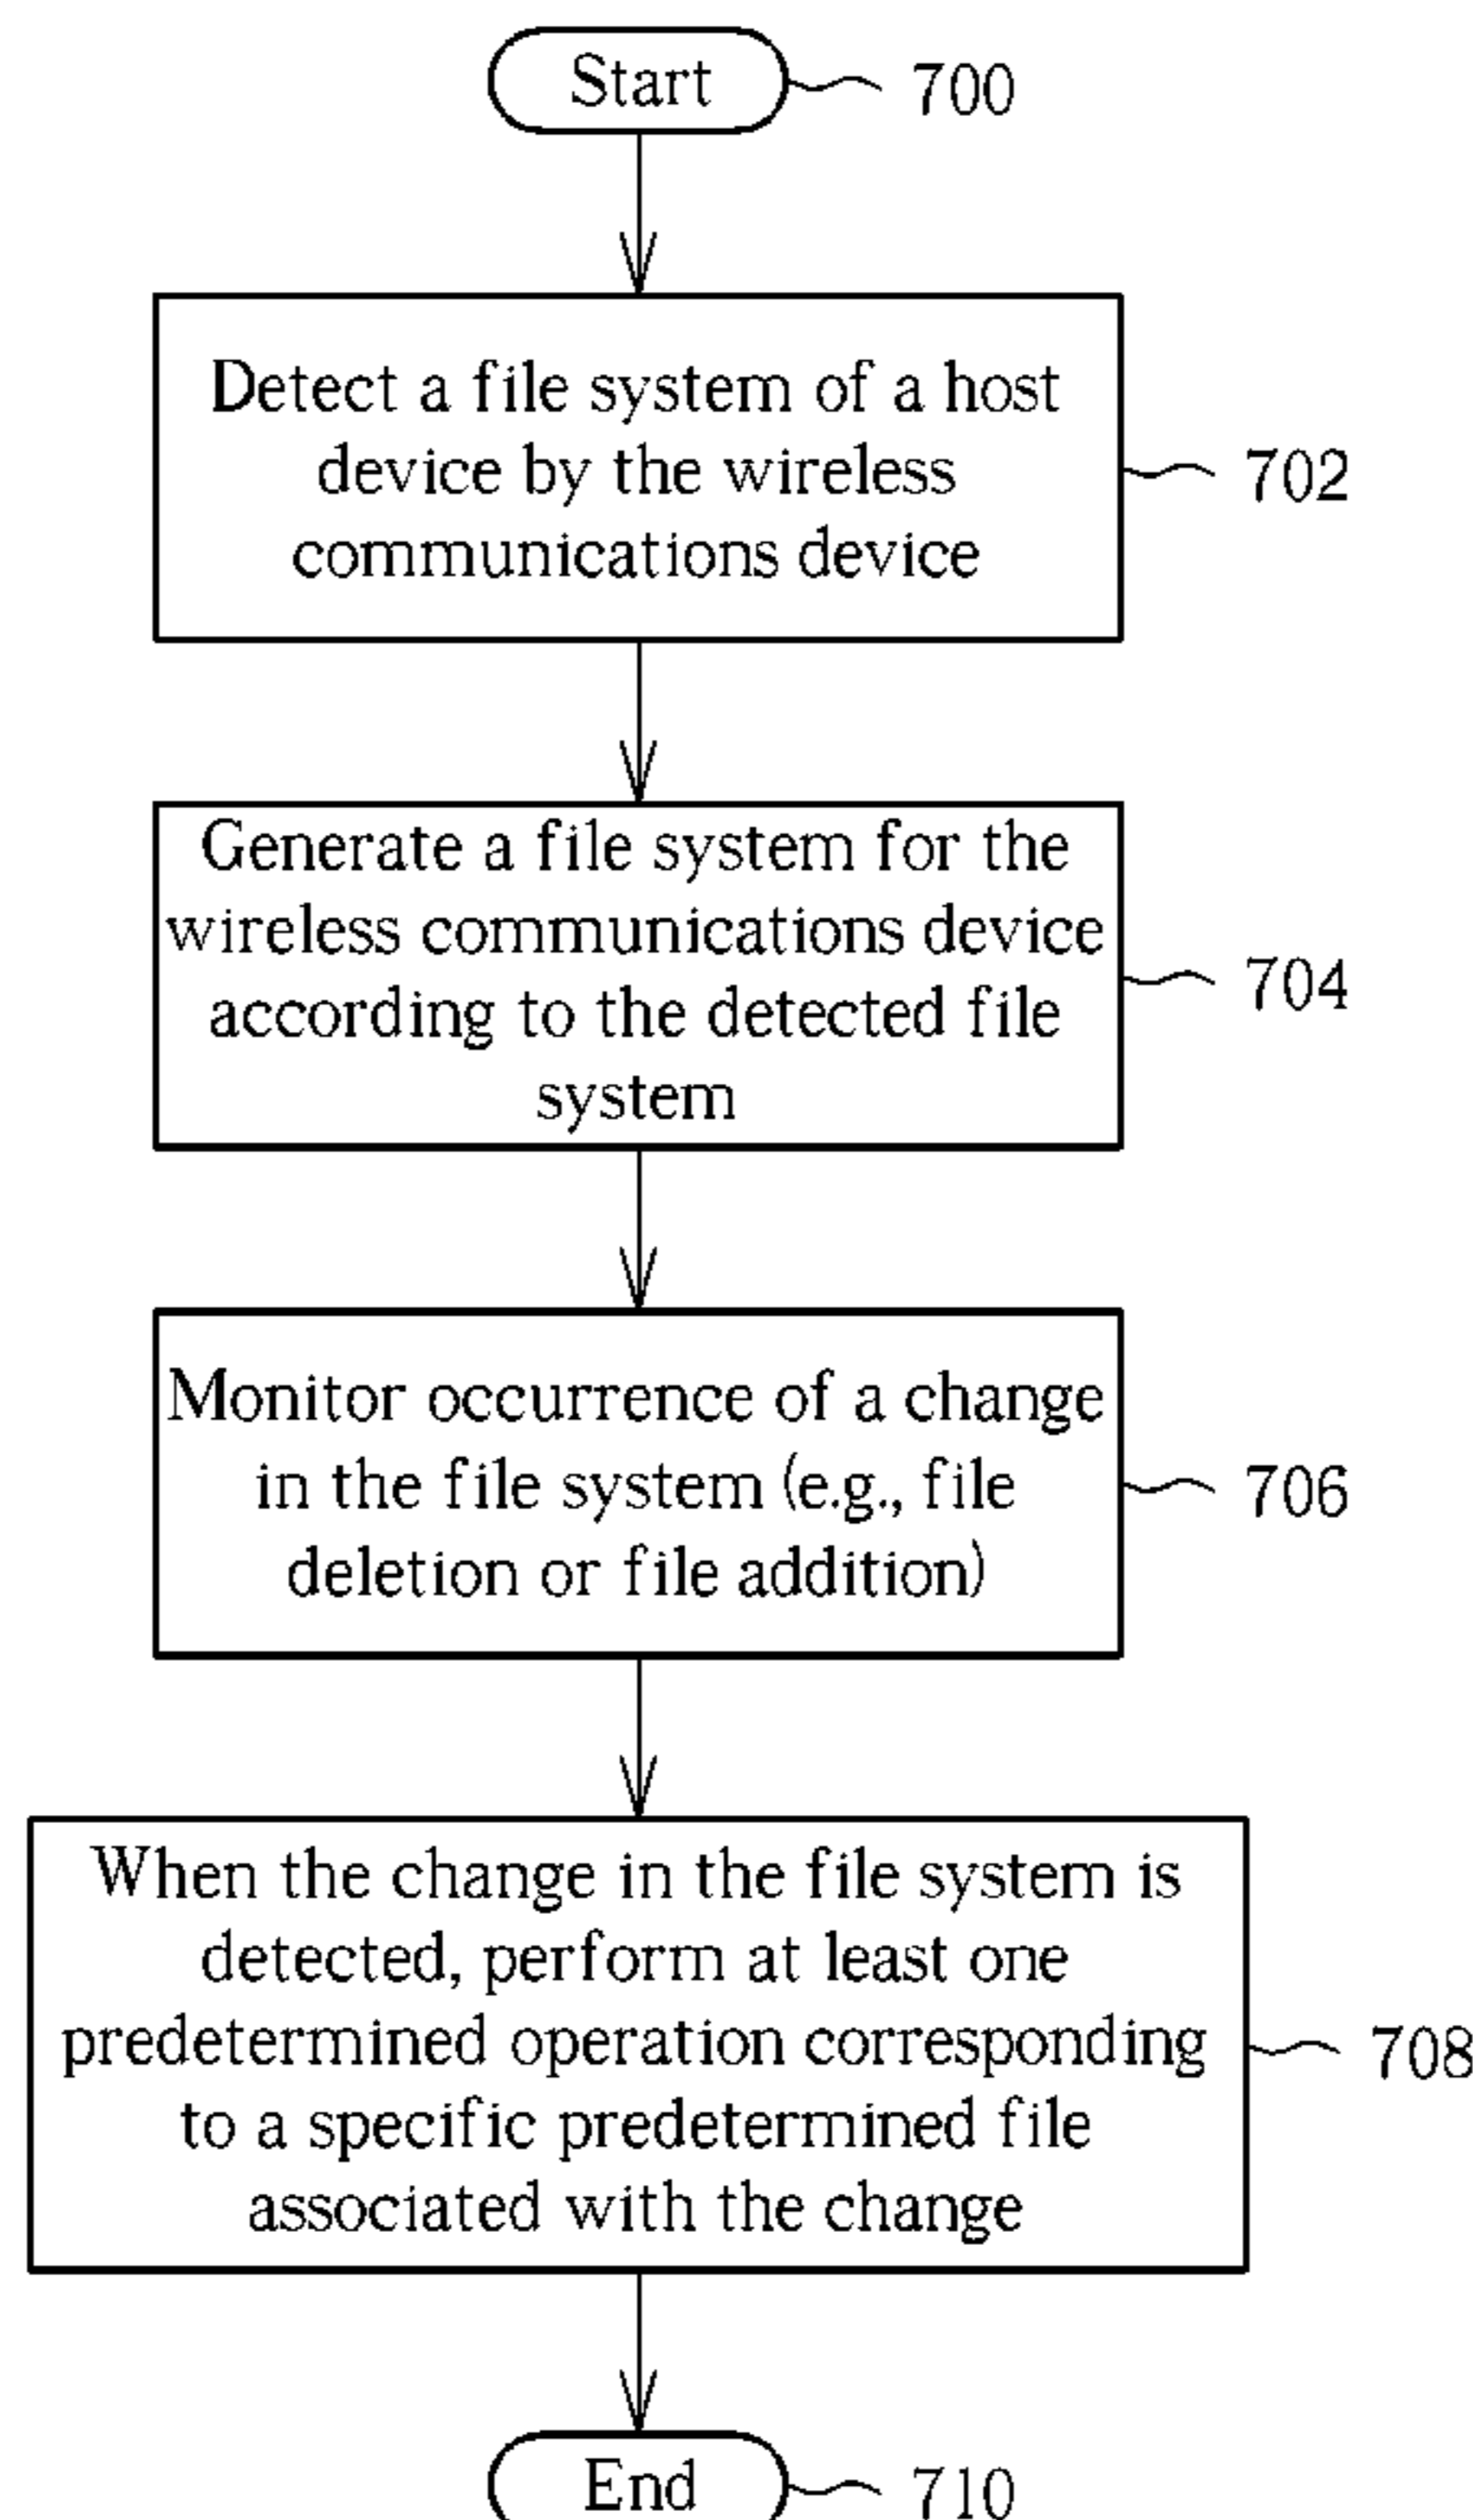 Start
700
Detect a file system of a host
device by the wireless
communications device
702
Generate a file system for the
wireless communications device
according to the detected file
system
704
Monitor occurrence of a change
in the file system (e.g., file
deletion or file addition)
706
When the change in the file system is
detected, perform at least one
predetermined operation corresponding
to a specific predetermined file
associated with the change
708
End
710